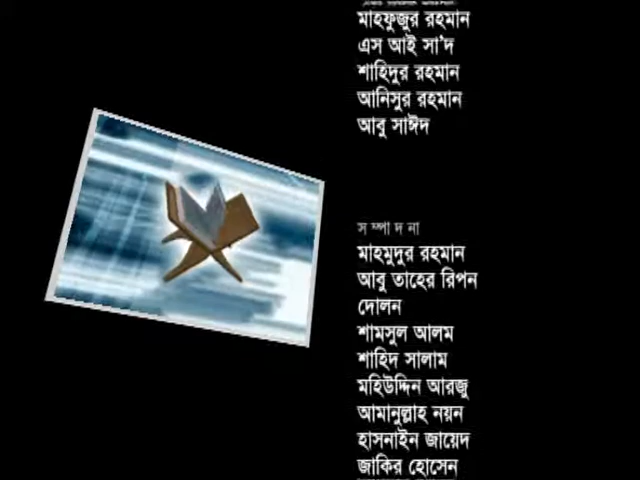 মাহফুজুর রহমান
এস আই সা'দ
শাহিদুর রহমান
আনিসুর রহমান
আবু সাঈদ
সম্পাদনা
মাহমুদুর রহমান
আবু তাহের রিপন
দোলন
শামসুল আলম
শাহিদ সালাম
মহিউদ্দিন আরজু
আমানুল্লাহ নয়ন
হাসনাইন জায়েদ
জাকির হোসেন